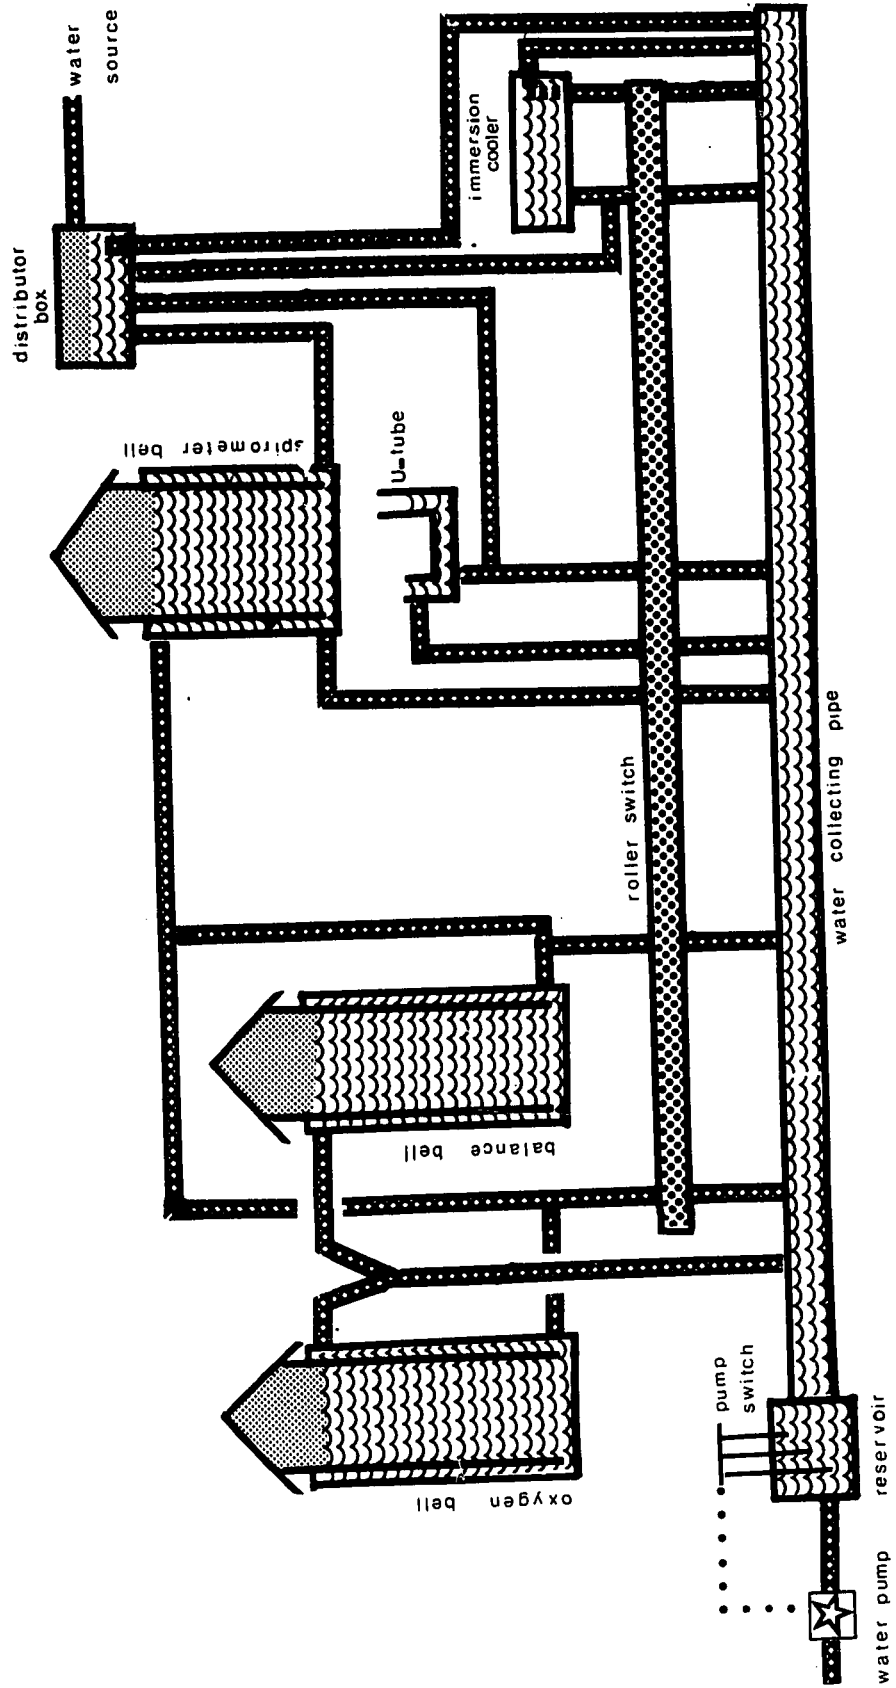 water
source
distributor
box
immersion
cooler
spirometer bell
U-tube
roller switch
water collecting pipe
balance bell
oxygen bell
pump
switch
reservoir
water pump